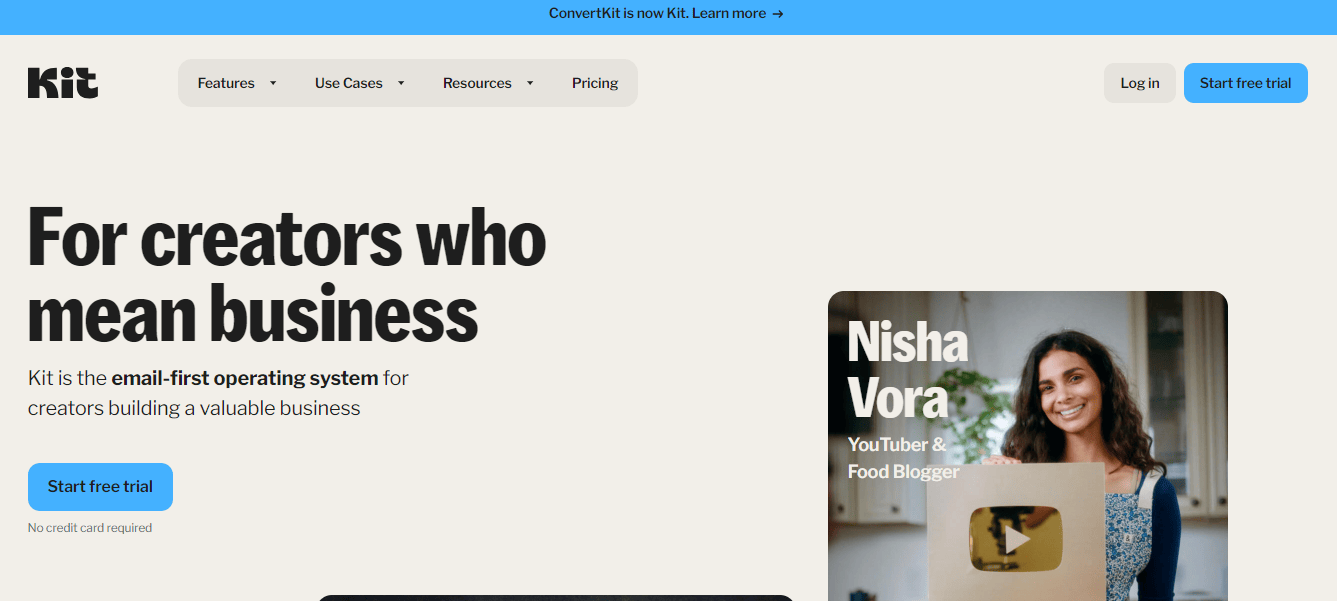 ConvertKit is now Kit. Learn more →
Kit
Features
Use Cases
Resources
Pricing
Log in
Start free trial
For creators who
mean business
Kit is the email-first operating system for
creators building a valuable business
Start free trial
No credit card required
Nisha
Vora
YouTuber &
Food Blogger